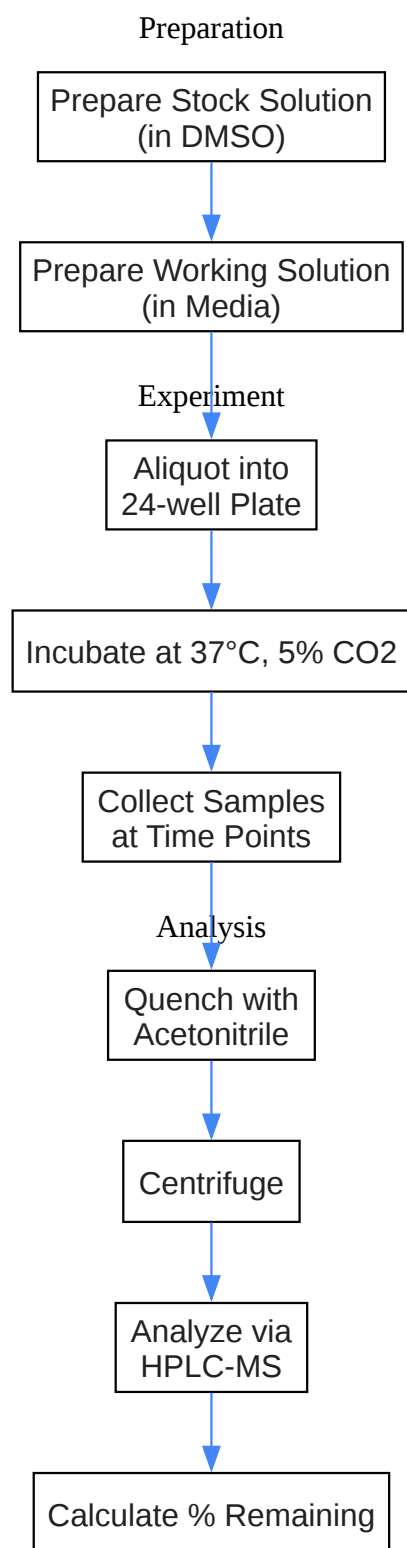 Preparation
Prepare Stock Solution
(in DMSO)
Prepare Working Solution
(in Media)
Experiment
Aliquot into
24-well Plate
Incubate at 37°C, 5% CO2
Collect Samples
at Time Points
Analysis
Quench with
Acetonitrile
Centrifuge
Analyze via
HPLC-MS
Calculate % Remaining